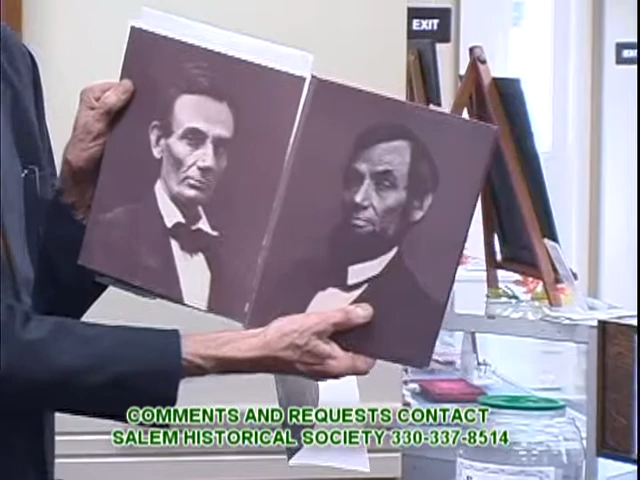 EXIT
COMMENTS AND REQUESTS CONTACT
SALEM HISTORICAL SOCIETY 330-337-8514